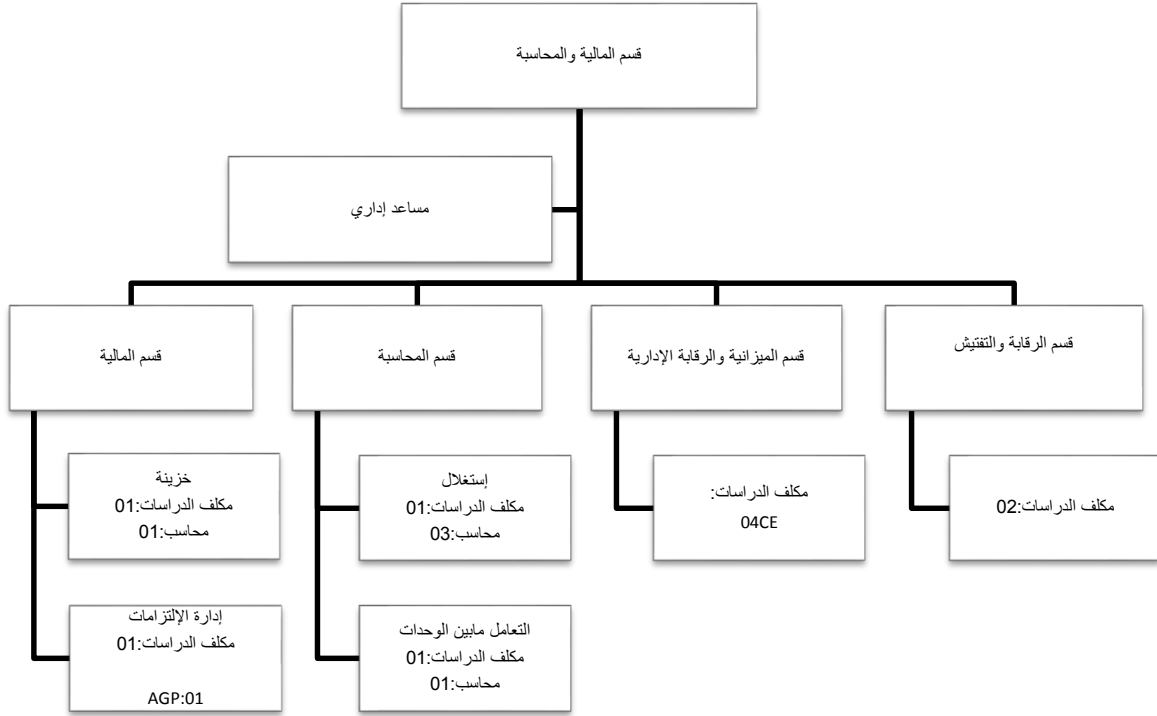 قسم المالية والمحاسبة
مساعد إداري
قسم الرقابة والتفتيش
قسم الميزانية والرقابة الإدارية
قسم المحاسبة
قسم المالية
مكلف الدراسات:02
مكلف الدراسات:
04CE
إستغلال
مكلف الدراسات:01
محاسب:03
خزينة
مكلف الدراسات:01
محاسب:01
التعامل مابين الوحدات
مكلف الدراسات:01
محاسب:01
إدارة الإلتزامات
مكلف الدراسات:01
AGP:01